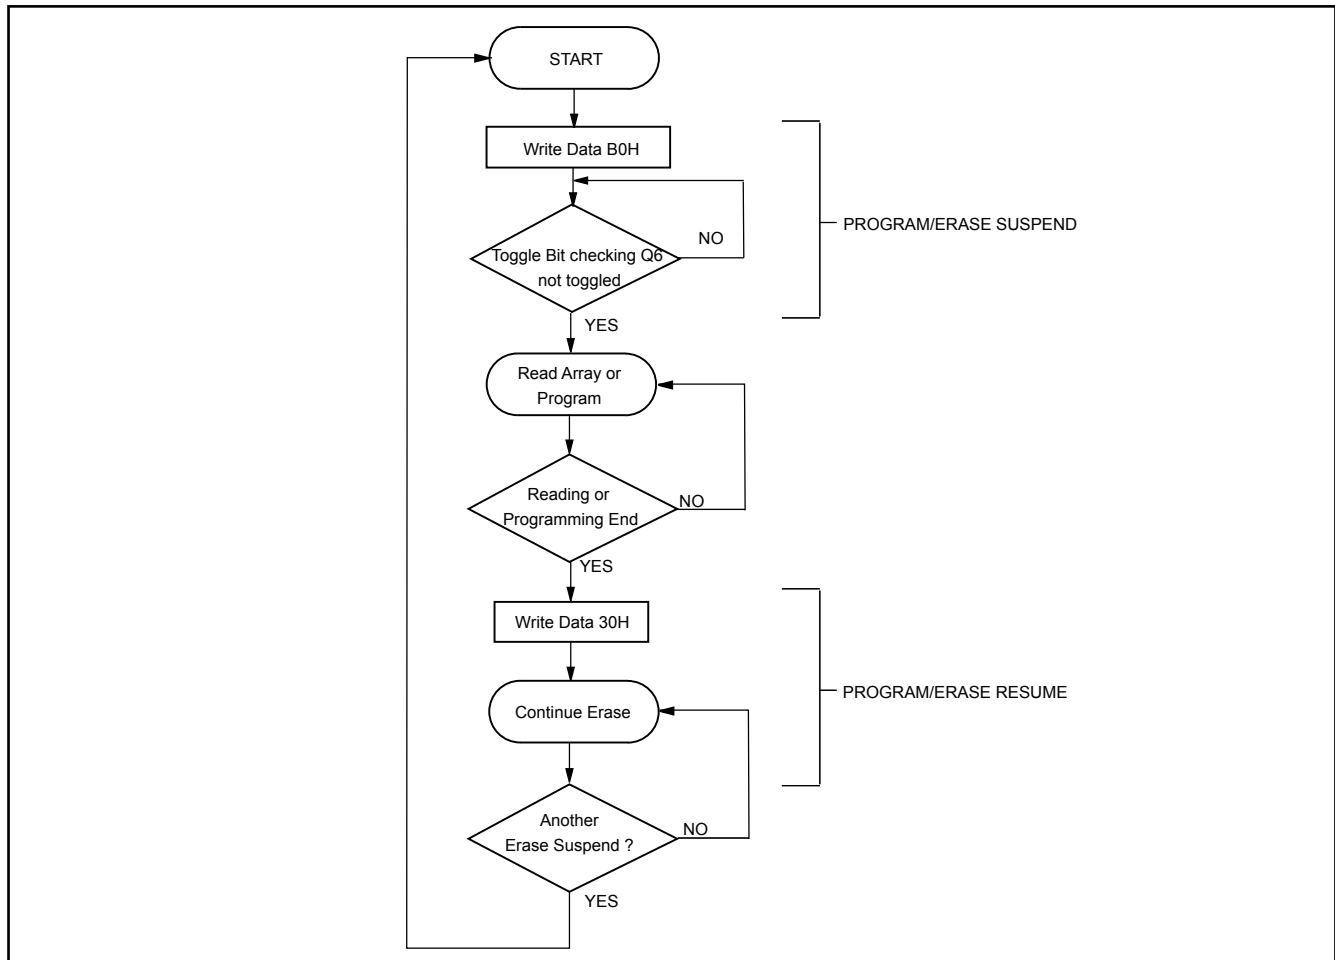 START
Write Data B0H
NO
PROGRAM/ERASE SUSPEND
Toggle Bit checking Q6
not toggled
YES
Read Array or
Program
Reading or
Programming End
NO
YES
Write Data 30H
PROGRAM/ERASE RESUME
Continue Erase
Another
Erase Suspend ?
NO
YES